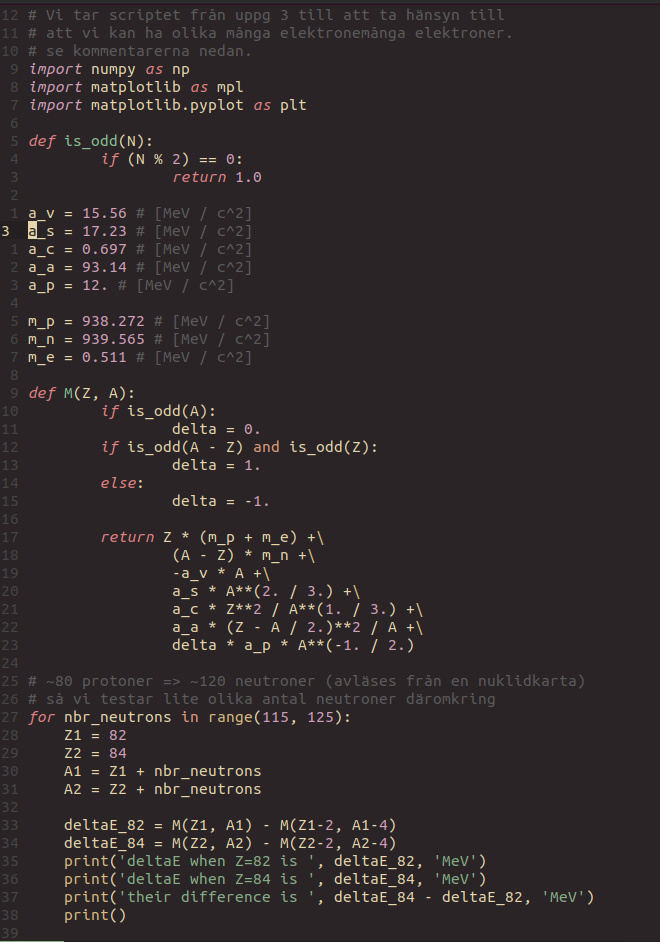 12 # Vi tar scriptet från uppg 3 till att ta hänsyn till
11 # att vi kan ha olika många elektronemånga elektroner.
10 # se kommentarerna nedan.
9 import numpy as np
8 import matplotlib as mpl
7 import matplotlib.pyplot as plt
6
5 def is_odd(N):
4         if (N % 2) == 0:
3                 return 1.0
2
1 a_v = 15.56 # [MeV / c^2]
3 a_s = 17.23 # [MeV / c^2]
1 a_c = 0.697 # [MeV / c^2]
2 a_a = 93.14 # [MeV / c^2]
3 a_p = 12. # [MeV / c^2]
4
5 m_p = 938.272 # [MeV / c^2]
6 m_n = 939.565 # [MeV / c^2]
7 m_e = 0.511 # [MeV / c^2]
8
9 def M(Z, A):
10         if is_odd(A):
11                 delta = 0.
12         if is_odd(A - Z) and is_odd(Z):
13                 delta = 1.
14         else:
15                 delta = -1.
16
17         return Z * (m_p + m_e) +\
18                 (A - Z) * m_n +\
19                 -a_v * A +\
20                 a_s * A**(2. / 3.) +\
21                 a_c * Z**2 / A**(1. / 3.) +\
22                 a_a * (Z - A / 2.)**2 / A +\
23                 delta * a_p * A**(-1. / 2.)
24
25 # ~80 protoner => ~120 neutroner (avläses från en nuklidkarta)
26 # så vi testar lite olika antal neutroner däromkring
27 for nbr_neutrons in range(115, 125):
28     Z1 = 82
29     Z2 = 84
30     A1 = Z1 + nbr_neutrons
31     A2 = Z2 + nbr_neutrons
32
33     deltaE_82 = M(Z1, A1) - M(Z1-2, A1-4)
34     deltaE_84 = M(Z2, A2) - M(Z2-2, A2-4)
35     print('deltaE when Z=82 is ', deltaE_82, 'MeV')
36     print('deltaE when Z=84 is ', deltaE_84, 'MeV')
37     print('their difference is ', deltaE_84 - deltaE_82, 'MeV')
38     print()
39